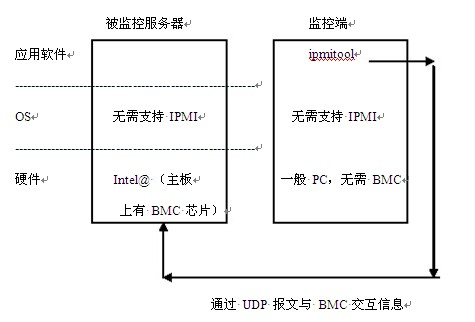 被监控服务器 监控端
应用软件 ipmitool
OS 无需支持 IPMI 无需支持 IPMI
硬件 Intel@ （主板 一般 PC，无需 BMC
上有 BMC 芯片）
通过 UDP 报文与 BMC 交互信息